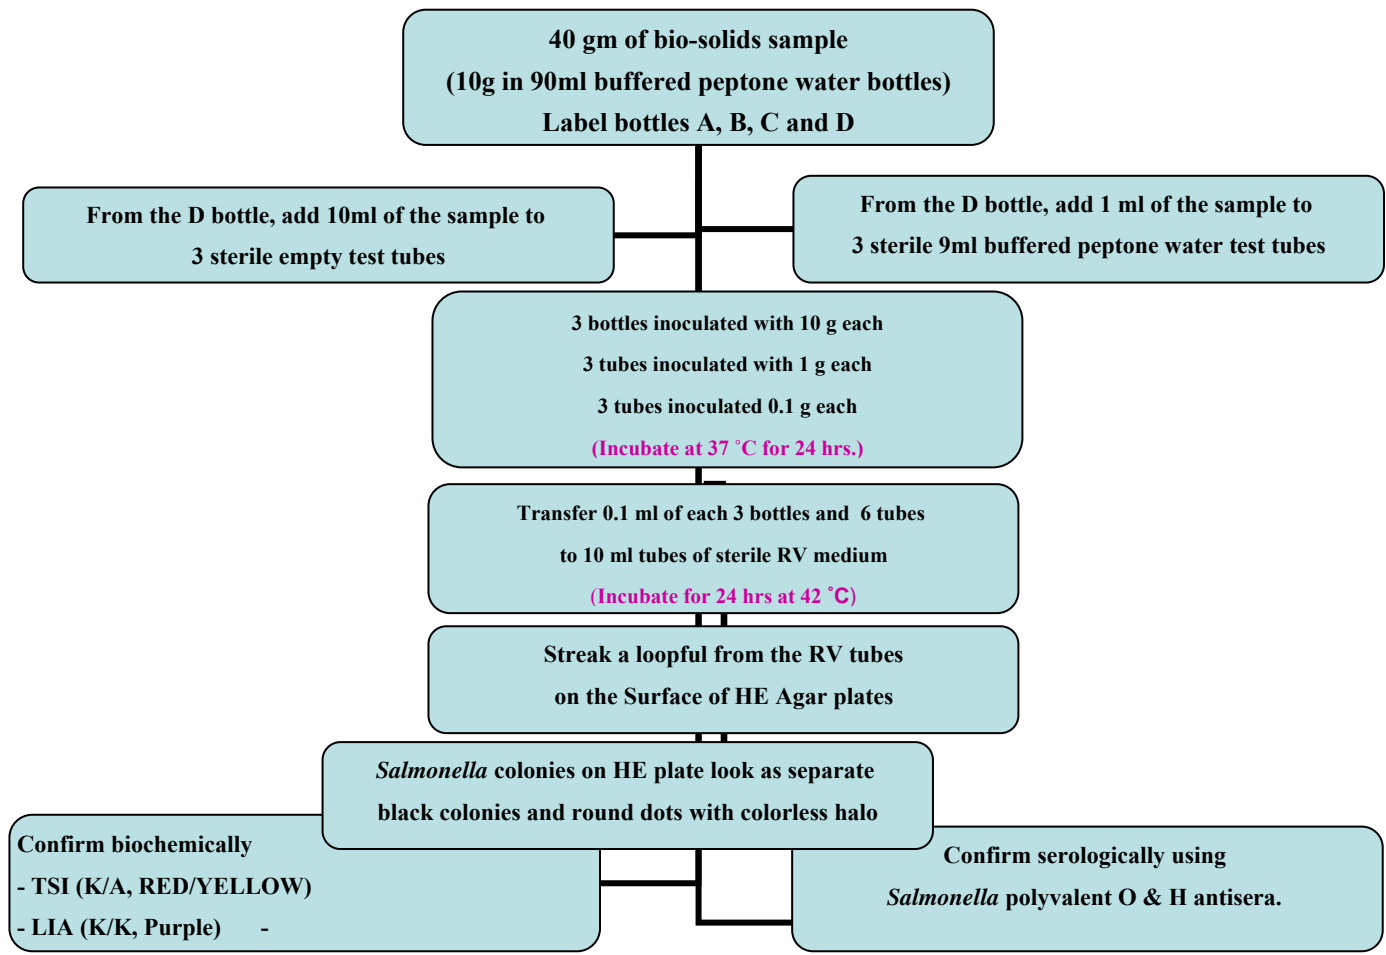 40 gm of bio-solids sample
(10g in 90ml buffered peptone water bottles)
Label bottles A, B, C and D
From the D bottle, add 10ml of the sample to
3 sterile empty test tubes
From the D bottle, add 1 ml of the sample to
3 sterile 9ml buffered peptone water test tubes
3 bottles inoculated with 10 g each
3 tubes inoculated with 1 g each
3 tubes inoculated 0.1 g each
(Incubate at 37 ˚C for 24 hrs.)
Transfer 0.1 ml of each 3 bottles and 6 tubes
to 10 ml tubes of sterile RV medium
(Incubate for 24 hrs at 42 ˚C)
Streak a loopful from the RV tubes
on the Surface of HE Agar plates
Salmonella colonies on HE plate look as separate
black colonies and round dots with colorless halo
Confirm biochemically
- TSI (K/A, RED/YELLOW)
- LIA (K/K, Purple) -
Confirm serologically using
Salmonella polyvalent O & H antisera.